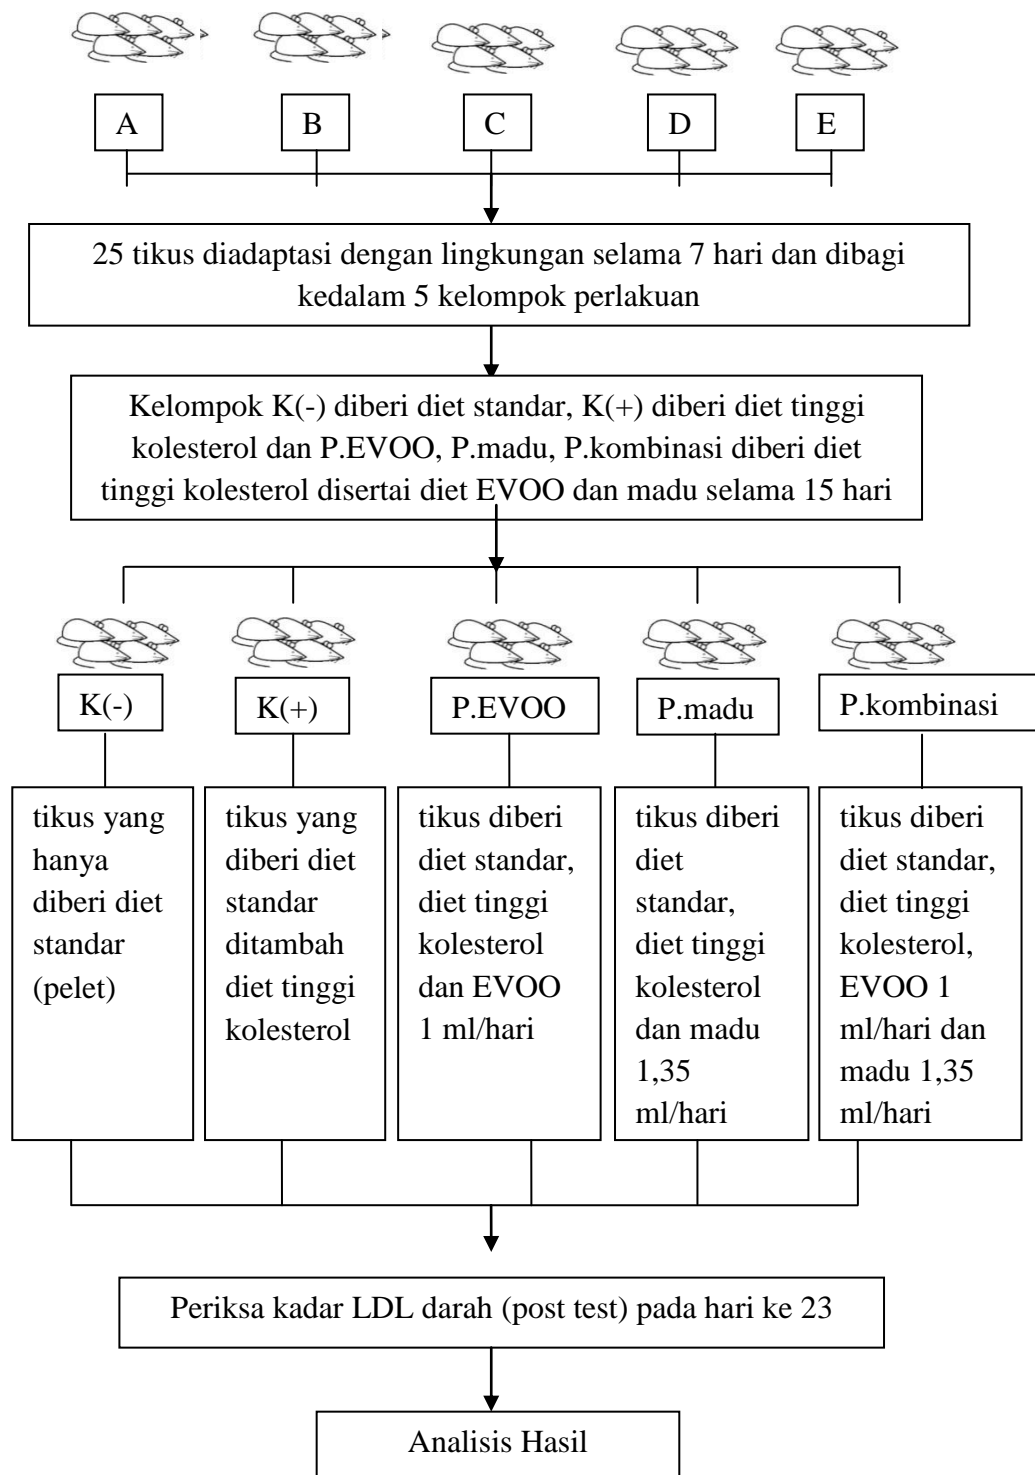 A
B
C
D
E
25 tikus diadaptasi dengan lingkungan selama 7 hari dan dibagi
kedalam 5 kelompok perlakuan
Kelompok K(-) diberi diet standar, K(+) diberi diet tinggi
kolesterol dan P.EVOO, P.madu, P.kombinasi diberi diet
tinggi kolesterol disertai diet EVOO dan madu selama 15 hari
K(-)
K(+)
P.EVOO
P.madu
P.kombinasi
tikus yang
hanya
diberi diet
standar
(pelet)
tikus yang
diberi diet
standar
ditambah
diet tinggi
kolesterol
tikus diberi
diet standar,
diet tinggi
kolesterol
dan EVOO
1 ml/hari
tikus diberi
diet
standar,
diet tinggi
kolesterol
dan madu
1,35
ml/hari
tikus diberi
diet standar,
diet tinggi
kolesterol,
EVOO 1
ml/hari dan
madu 1,35
ml/hari
Periksa kadar LDL darah (post test) pada hari ke 23
Analisis Hasil